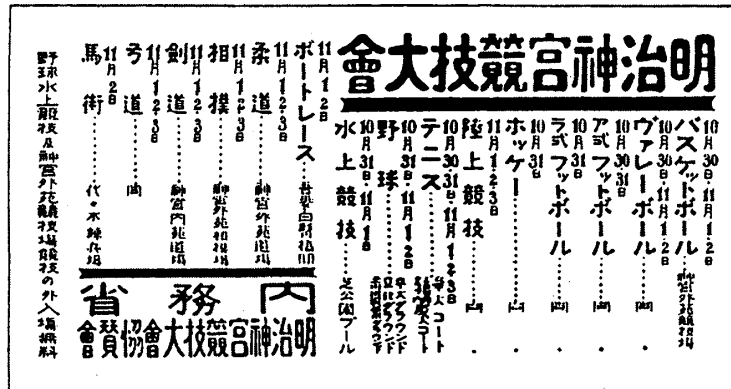 明治神宮競技大會
10月30日・11月1・2日
バスケットボール……神宮外苑競技場
10月30日・11月1・2日
ヴァレーボール……同
10月30・31日
ア式フットボール……同
10月31日
ラ式フットボール……同
10月31日
ホッケー……同
11月1・2・3日
陸上競技……同
10月30・31・11月1・2・3日
テニス……帝大コート
10月31日・11月1日
野球……
10月31日・11月1日
水上競技……芝公園プール
11月1・2日
ボートレース……
11月1・2・3日
柔道……神宮外苑道場
11月1・2・3日
相撲……神宮外苑相撲場
11月1・2・3日
劍道……神宮内苑道場
11月1・2・3日
弓道……同
11月2日
馬術……代々木練兵場
内務省
明治神宮競技大會協賛會
野球水上競技及神宮外苑競技場競技の外入場無料